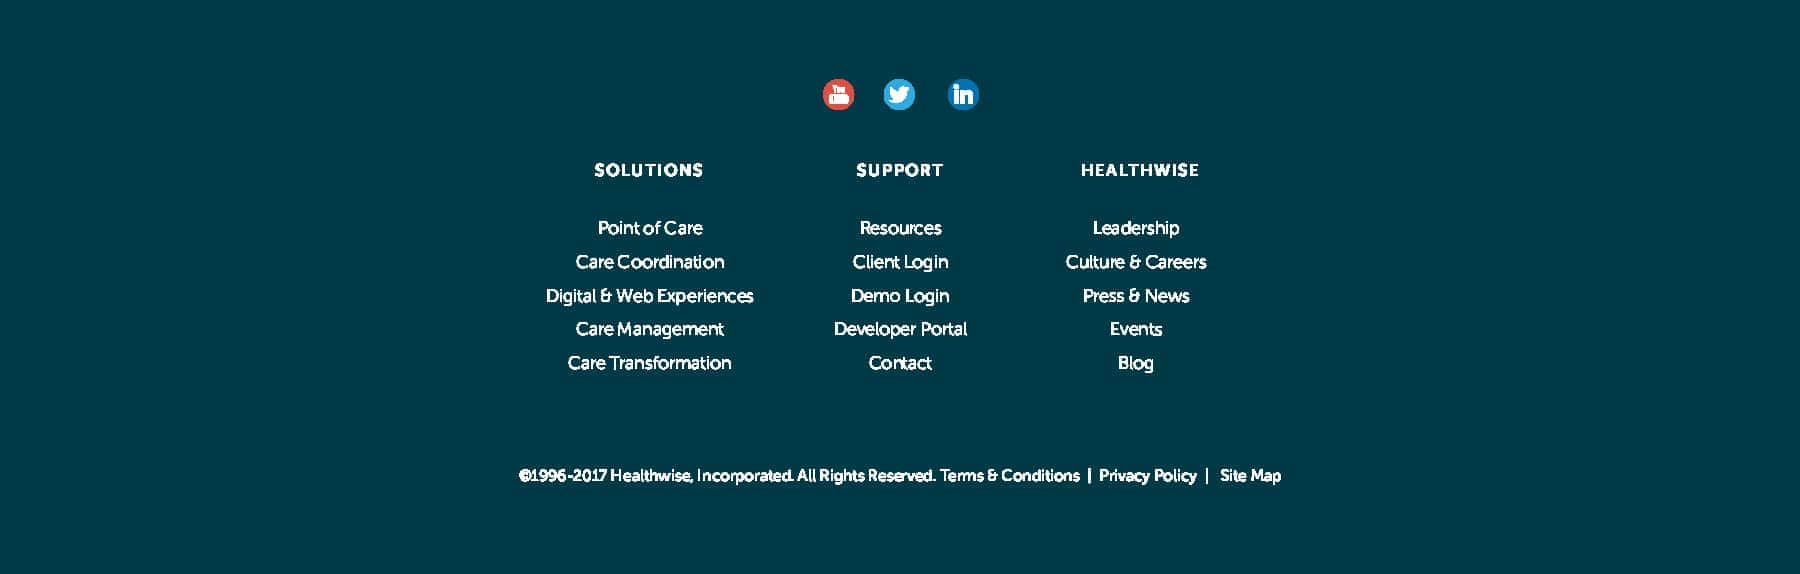 You Tube
in
SOLUTIONS
Point of Care
Care Coordination
Digital & Web Experiences
Care Management
Care Transformation
SUPPORT
Resources
Client Login
Demo Login
Developer Portal
Contact
HEALTHWISE
Leadership
Culture & Careers
Press & News
Events
Blog
©1996-2017 Healthwise, Incorporated. All Rights Reserved. Terms & Conditions | Privacy Policy | Site Map